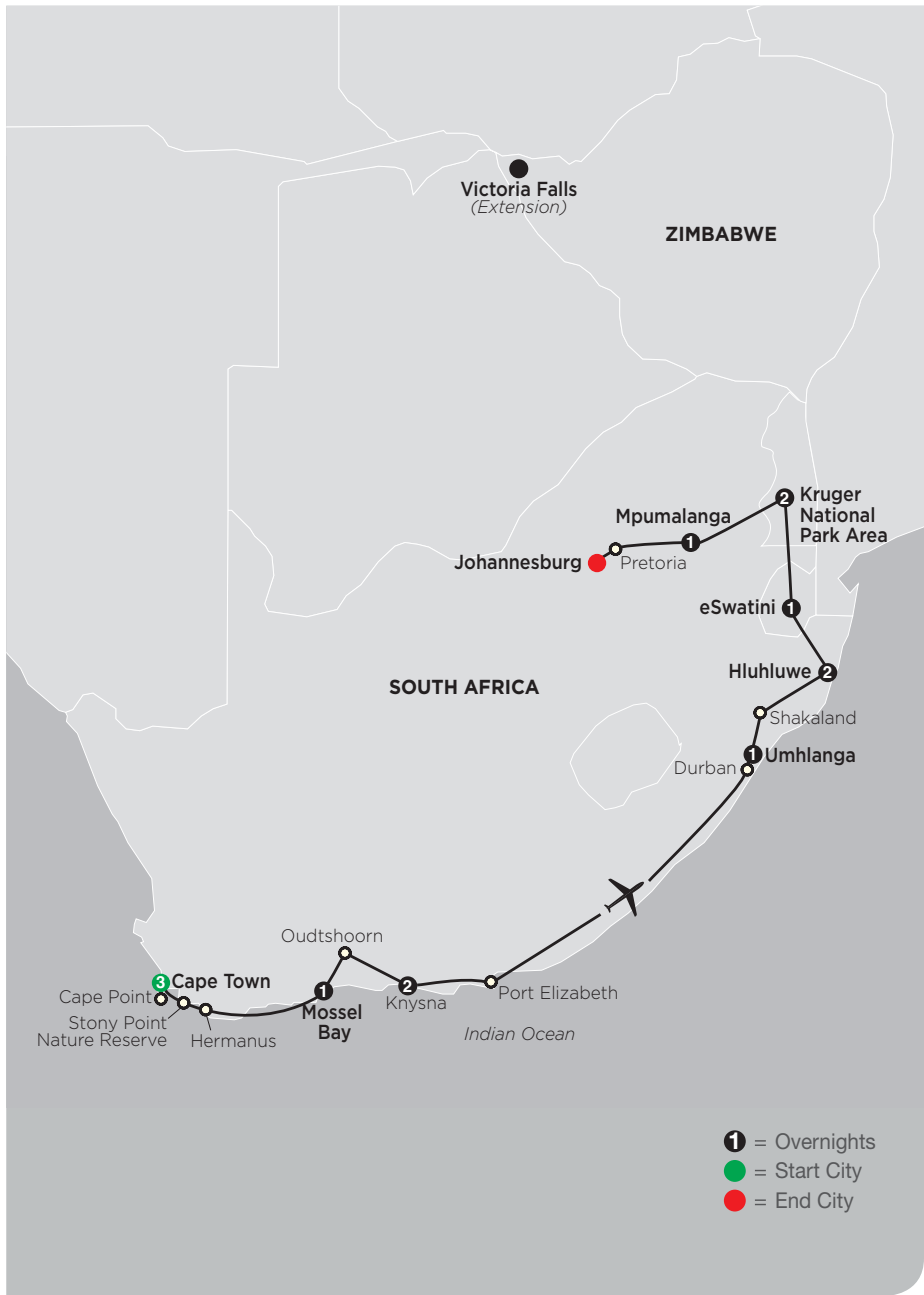 Victoria Falls
(Extension)
ZIMBABWE
2
Kruger
National
Park Area
Mpumalanga
1
Johannesburg
Pretoria
eSwatini
1
SOUTH AFRICA
Hluhluwe
2
Shakaland
1
Umhlanga
Durban
Oudtshoorn
3
Cape Town
Cape Point
Stony Point
Nature Reserve
Hermanus
1
Mossel
Bay
2
Knysna
Port Elizabeth
Indian Ocean
1 = Overnights
= Start City
= End City